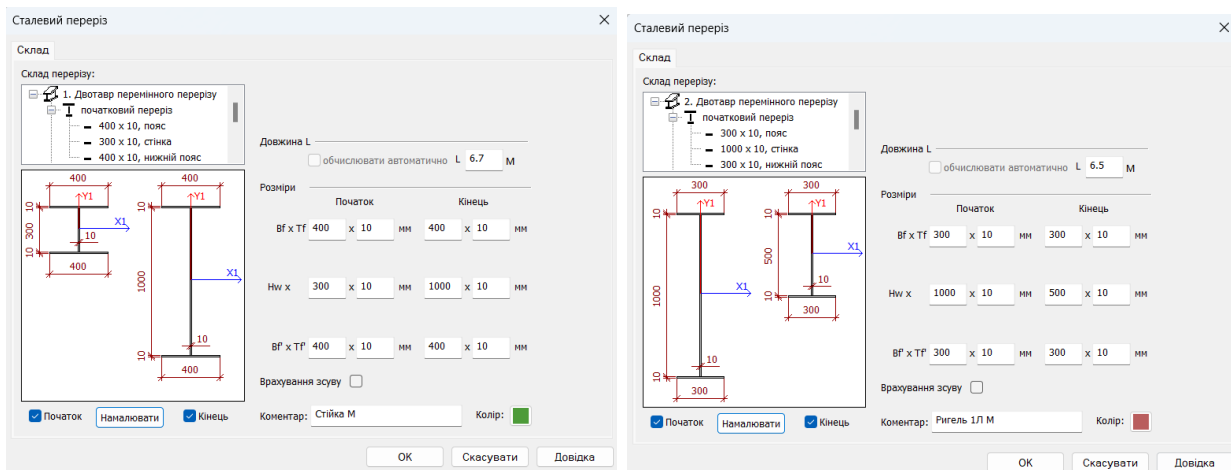 Сталевий переріз
Склад
Склад перерізу:
1. Двотавр перемінного перерізу
початковий переріз
400 x 10, пояс
300 x 10, стінка
400 x 10, нижній пояс
400
400
10
Y1
Y1
10
300
X1
10
10
400
1000
X1
10
10
400
Довжина L
обчислювати автоматично L 6.7 М
Розміри
Початок Кінець
Bf x Tf 400 x 10 мм 400 x 10 мм
Hw x 300 x 10 мм 1000 x 10 мм
Bf' x Tf' 400 x 10 мм 400 x 10 мм
Врахування зсуву
Початок Намалювати Кінець
Коментар: Стійка М Колір:
OK Скасувати Довідка
Сталевий переріз
Склад
Склад перерізу:
2. Двотавр перемінного перерізу
початковий переріз
300 x 10, пояс
1000 x 10, стінка
300 x 10, нижній пояс
300
300
10
Y1
10
Y1
500
X1
10
10
300
1000
X1
10
10
300
Довжина L
обчислювати автоматично L 6.5 М
Розміри
Початок Кінець
Bf x Tf 300 x 10 мм 300 x 10 мм
Hw x 1000 x 10 мм 500 x 10 мм
Bf' x Tf' 300 x 10 мм 300 x 10 мм
Врахування зсуву
Початок Намалювати Кінець
Коментар: Ригель 1Л М Колір:
OK Скасувати Довідка